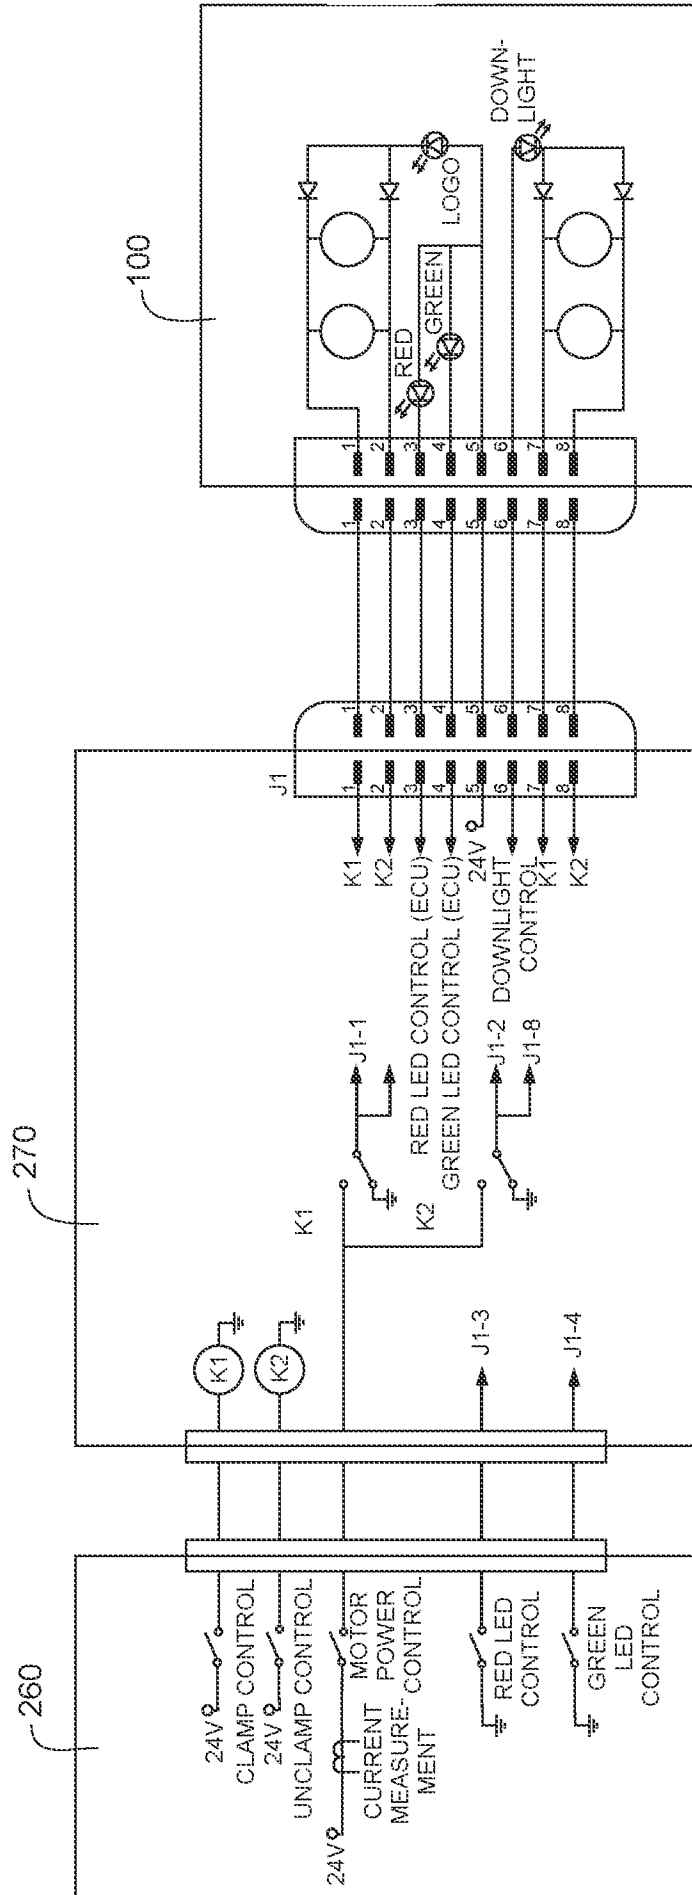 260
24V
CLAMP CONTROL
24V
UNCLAMP CONTROL
MOTOR
POWER
CONTROL
24V
CURRENT
MEASURE-
MENT
RED LED
CONTROL
GREEN
LED
CONTROL
270
K1
K2
K1
K2
J1-1
J1-2
J1-8
J1-3
J1-4
J1
K1
K2
RED LED CONTROL (ECU)
GREEN LED CONTROL (ECU)
24V
DOWNLIGHT
CONTROL
K1
K2
1
2
3
4
5
6
7
8
1
2
3
4
5
6
7
8
1
2
3
4
5
6
7
8
1
2
3
4
5
6
7
8
100
RED
GREEN
LOGO
DOWN-
LIGHT